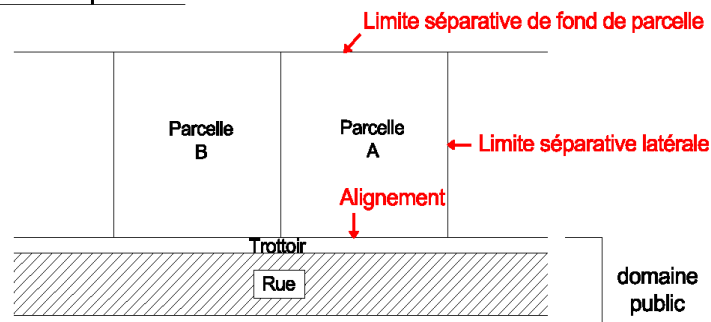 Limite séparative de fond de parcelle
Parcelle
B
Parcelle
A
Limite séparative latérale
Alignement
Trottoir
Rue
domaine
public